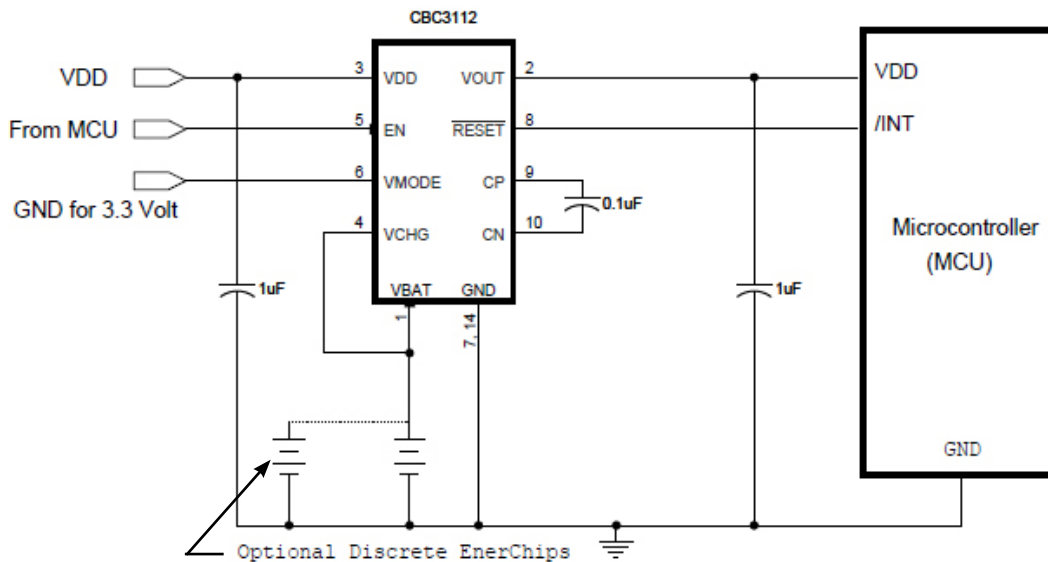 CBC3112
VDD
3
VDD
VOUT
2
VDD
From MCU
5
EN
RESET
8
/INT
6
VMODE
CP
9
GND for 3.3 Volt
0.1uF
4
VCHG
CN
10
Microcontroller
(MCU)
1uF
VBAT
GND
1uF
1
7, 14
GND
Optional Discrete EnerChips